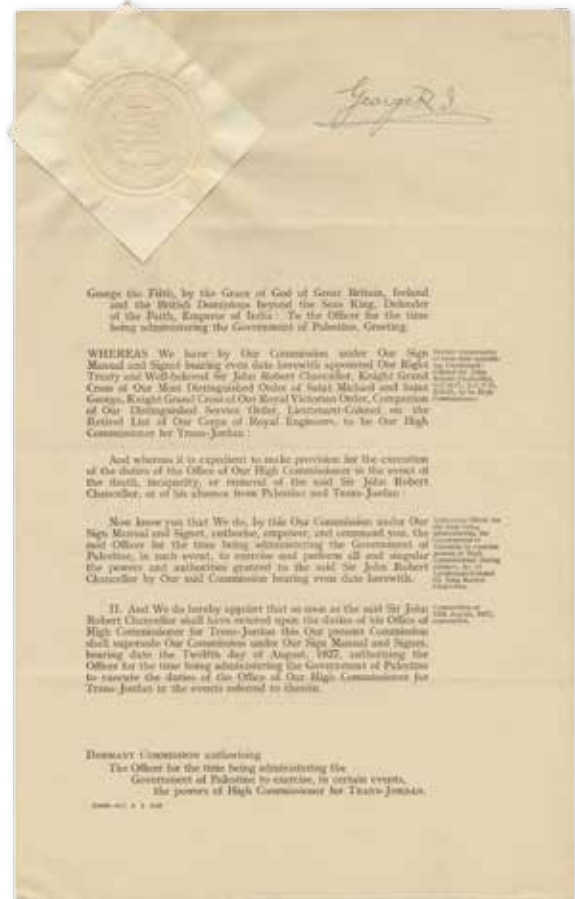 George R I
George the Fifth, by the Grace of God of Great Britain, Ireland
and the British Dominions beyond the Seas King, Defender
of the Faith, Emperor of India: To the Officer for the time
being administering the Government of Palestine, Greeting.
WHEREAS We have by Our Commission under Our Sign
Manual and Signet bearing even date herewith appointed Our Right
Trusty and Well-beloved Sir John Robert Chancellor, Knight Grand
Cross of Our Most Distinguished Order of Saint Michael and Saint
George, Knight Grand Cross of Our Royal Victorian Order, Companion
of Our Distinguished Service Order, Lieutenant-Colonel on the
Retired List of Our Corps of Royal Engineers, to be Our High
Commissioner for Trans-Jordan:
And whereas it is expedient to make provision for the execution
of the duties of the Office of Our High Commissioner in the event of
the death, incapacity, or removal of the said Sir John Robert
Chancellor, or of his absence from Palestine and Trans-Jordan:
Now know you that We do, by this Our Commission under Our
Sign Manual and Signet, authorise, empower, and command you, the
said Officer for the time being administering the Government of
Palestine, in such event, to exercise and perform all and singular
the powers and authorities granted to the said Sir John Robert
Chancellor by Our said Commission bearing even date herewith.
II. And We do hereby appoint that so soon as the said Sir John
Robert Chancellor shall have entered upon the duties of his Office of
High Commissioner for Trans-Jordan this Our present Commission
shall supersede Our Commission under Our Sign Manual and Signet,
bearing date the Twelfth day of August, 1927, authorising the
Officer for the time being administering the Government of Palestine
to execute the duties of the Office of Our High Commissioner for
Trans-Jordan in the events referred to therein.
DORMANT COMMISSION authorising
The Officer for the time being administering the
Government of Palestine to exercise, in certain events,
the powers of High Commissioner for TRANS-JORDAN.